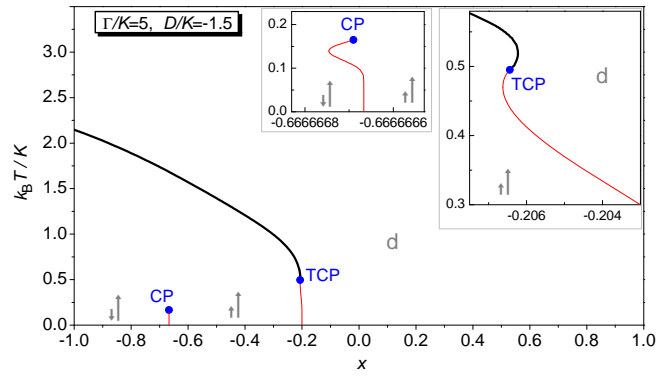 Γ/K=5, D/K=-1.5
k_B T / K
3.0
2.5
2.0
1.5
1.0
0.5
0.0
-1.0 -0.8 -0.6 -0.4 -0.2 0.0 0.2 0.4 0.6 0.8 1.0
x
CP
TCP
d
0.2
0.1
0.0
CP
-0.6666668 -0.6666666
0.5
0.4
0.3
TCP
d
-0.206 -0.204